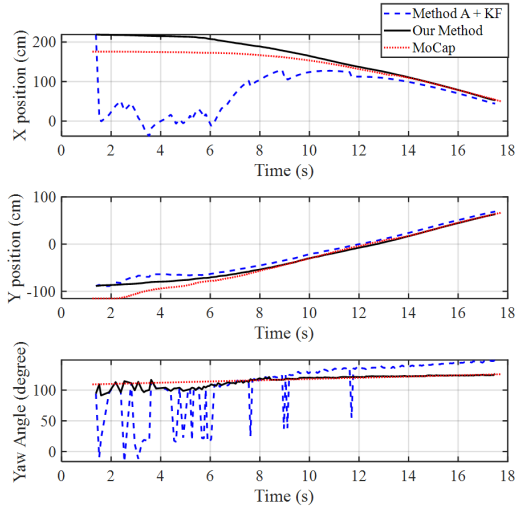 Method A + KF
Our Method
MoCap
X position (cm)
200
100
0
0 2 4 6 8 10 12 14 16 18
Time (s)
Y position (cm)
100
0
-100
0 2 4 6 8 10 12 14 16 18
Time (s)
Yaw Angle (degree)
100
50
0
0 2 4 6 8 10 12 14 16 18
Time (s)